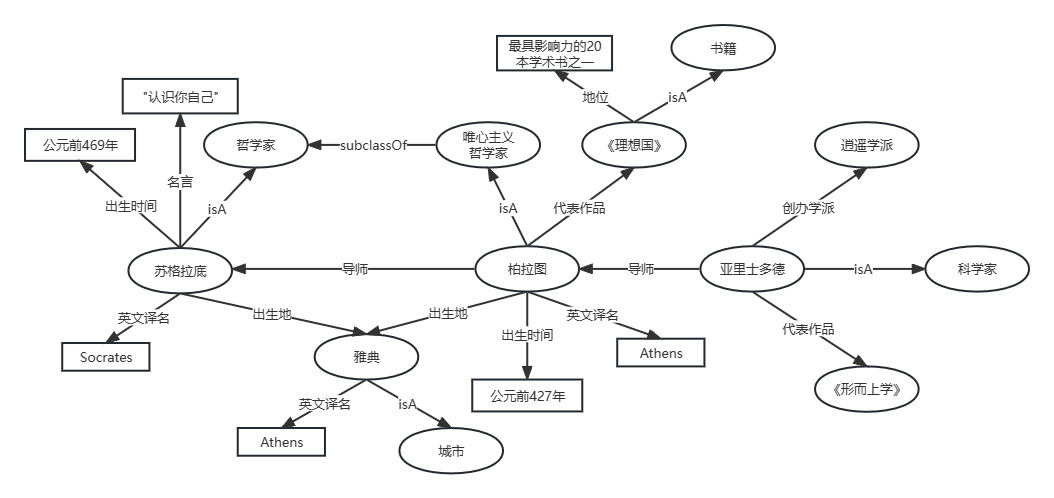 最具影响力的20
本学术书之一
书籍
"认识你自己"
地位
isA
公元前469年
哲学家
subclassOf
唯心主义
哲学家
《理想国》
逍遥学派
名言
出生时间
isA
isA
代表作品
创办学派
苏格拉底
导师
柏拉图
导师
亚里士多德
isA
科学家
英文译名
出生地
出生地
英文译名
出生时间
代表作品
Socrates
雅典
Athens
《形而上学》
公元前427年
英文译名
isA
Athens
城市